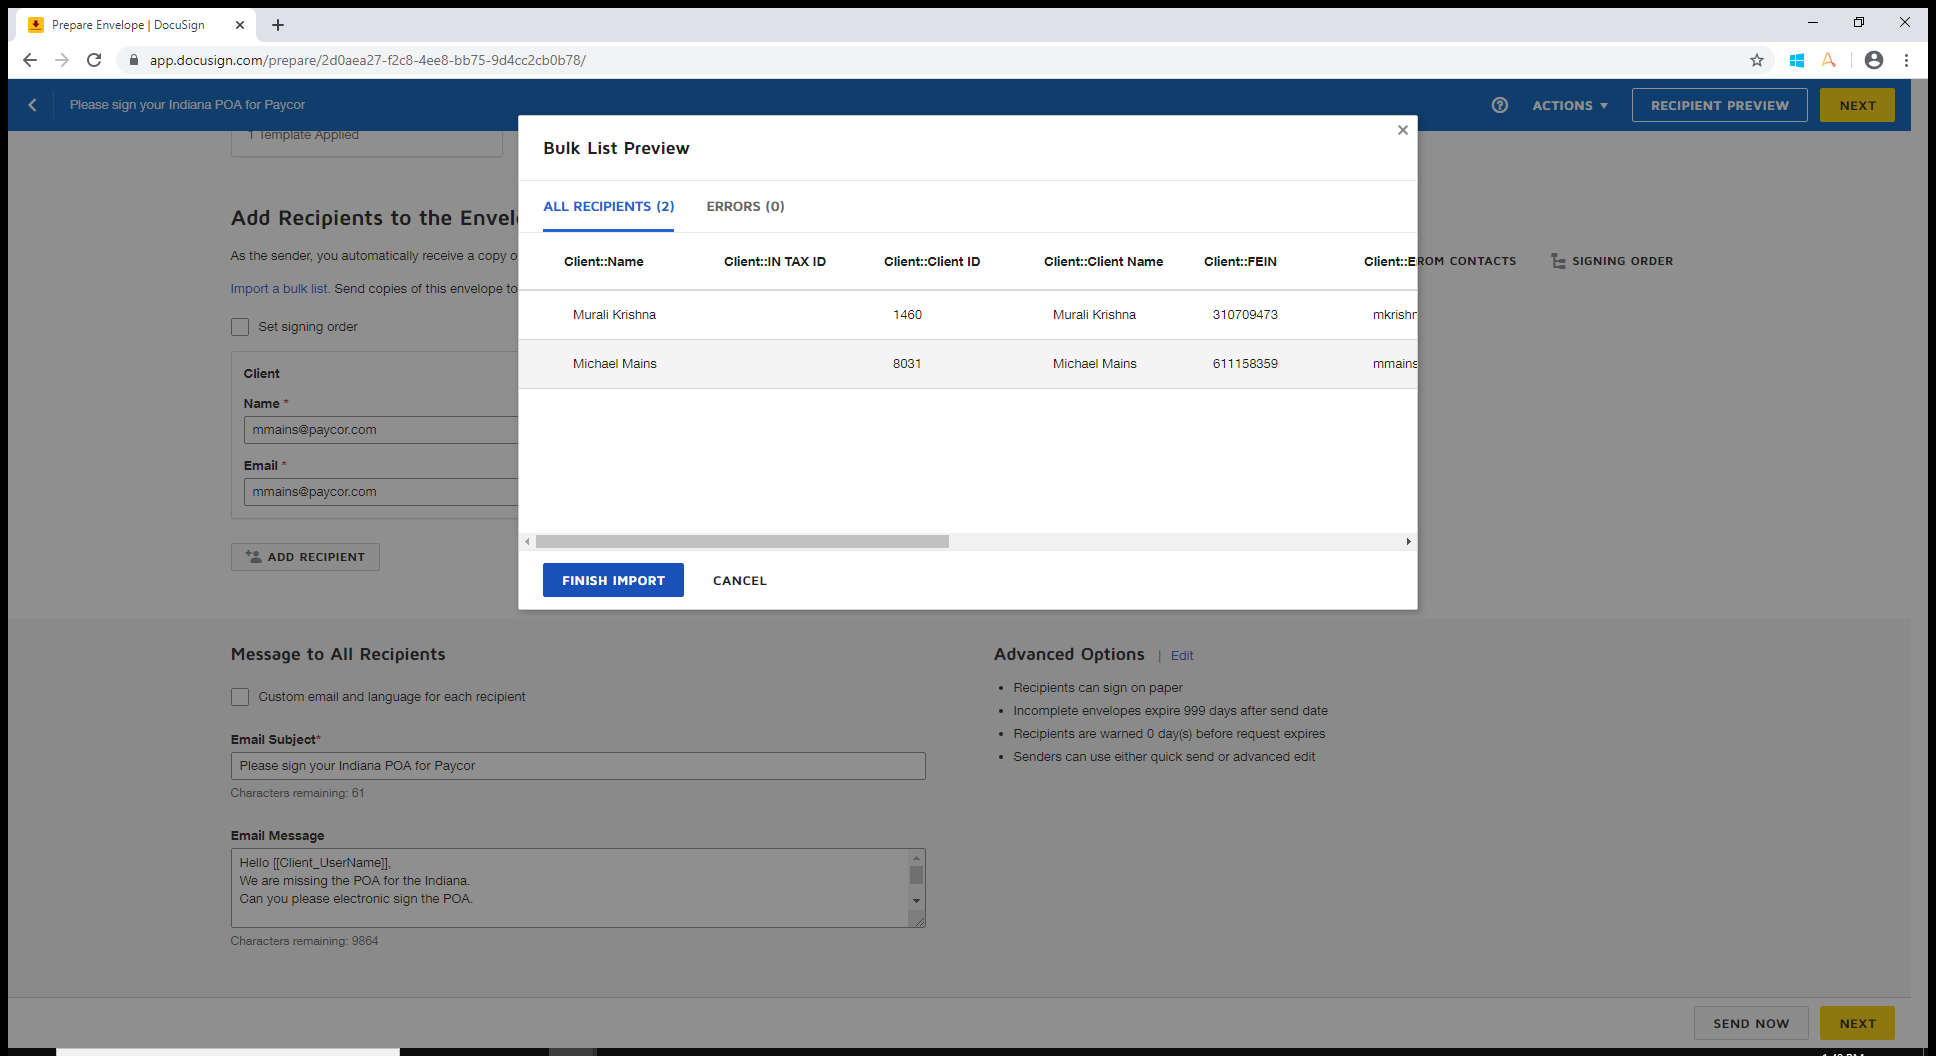 Prepare Envelope | DocuSign
app.docusign.com/prepare/2d0aea27-f2c8-4ee8-bb75-9d4cc2cb0b78/
Please sign your Indiana POA for Paycor
ACTIONS
RECIPIENT PREVIEW
NEXT
1 Template Applied
Bulk List Preview
ALL RECIPIENTS (2)
ERRORS (0)
Client::Name
Client::IN TAX ID
Client::Client ID
Client::Client Name
Client::FEIN
Client::E
Murali Krishna
1460
Murali Krishna
310709473
mkrishn
Michael Mains
8031
Michael Mains
611158359
mmains
FINISH IMPORT
CANCEL
Add Recipients to the Envel
As the sender, you automatically receive a copy o
ROM CONTACTS
SIGNING ORDER
Import a bulk list. Send copies of this envelope to
Set signing order
Client
Name *
mmains@paycor.com
Email *
mmains@paycor.com
ADD RECIPIENT
Message to All Recipients
Custom email and language for each recipient
Email Subject*
Please sign your Indiana POA for Paycor
Characters remaining: 61
Email Message
Hello [[Client_UserName]],
We are missing the POA for the Indiana.
Can you please electronic sign the POA.
Characters remaining: 9864
Advanced Options | Edit
Recipients can sign on paper
Incomplete envelopes expire 999 days after send date
Recipients are warned 0 day(s) before request expires
Senders can use either quick send or advanced edit
SEND NOW
NEXT